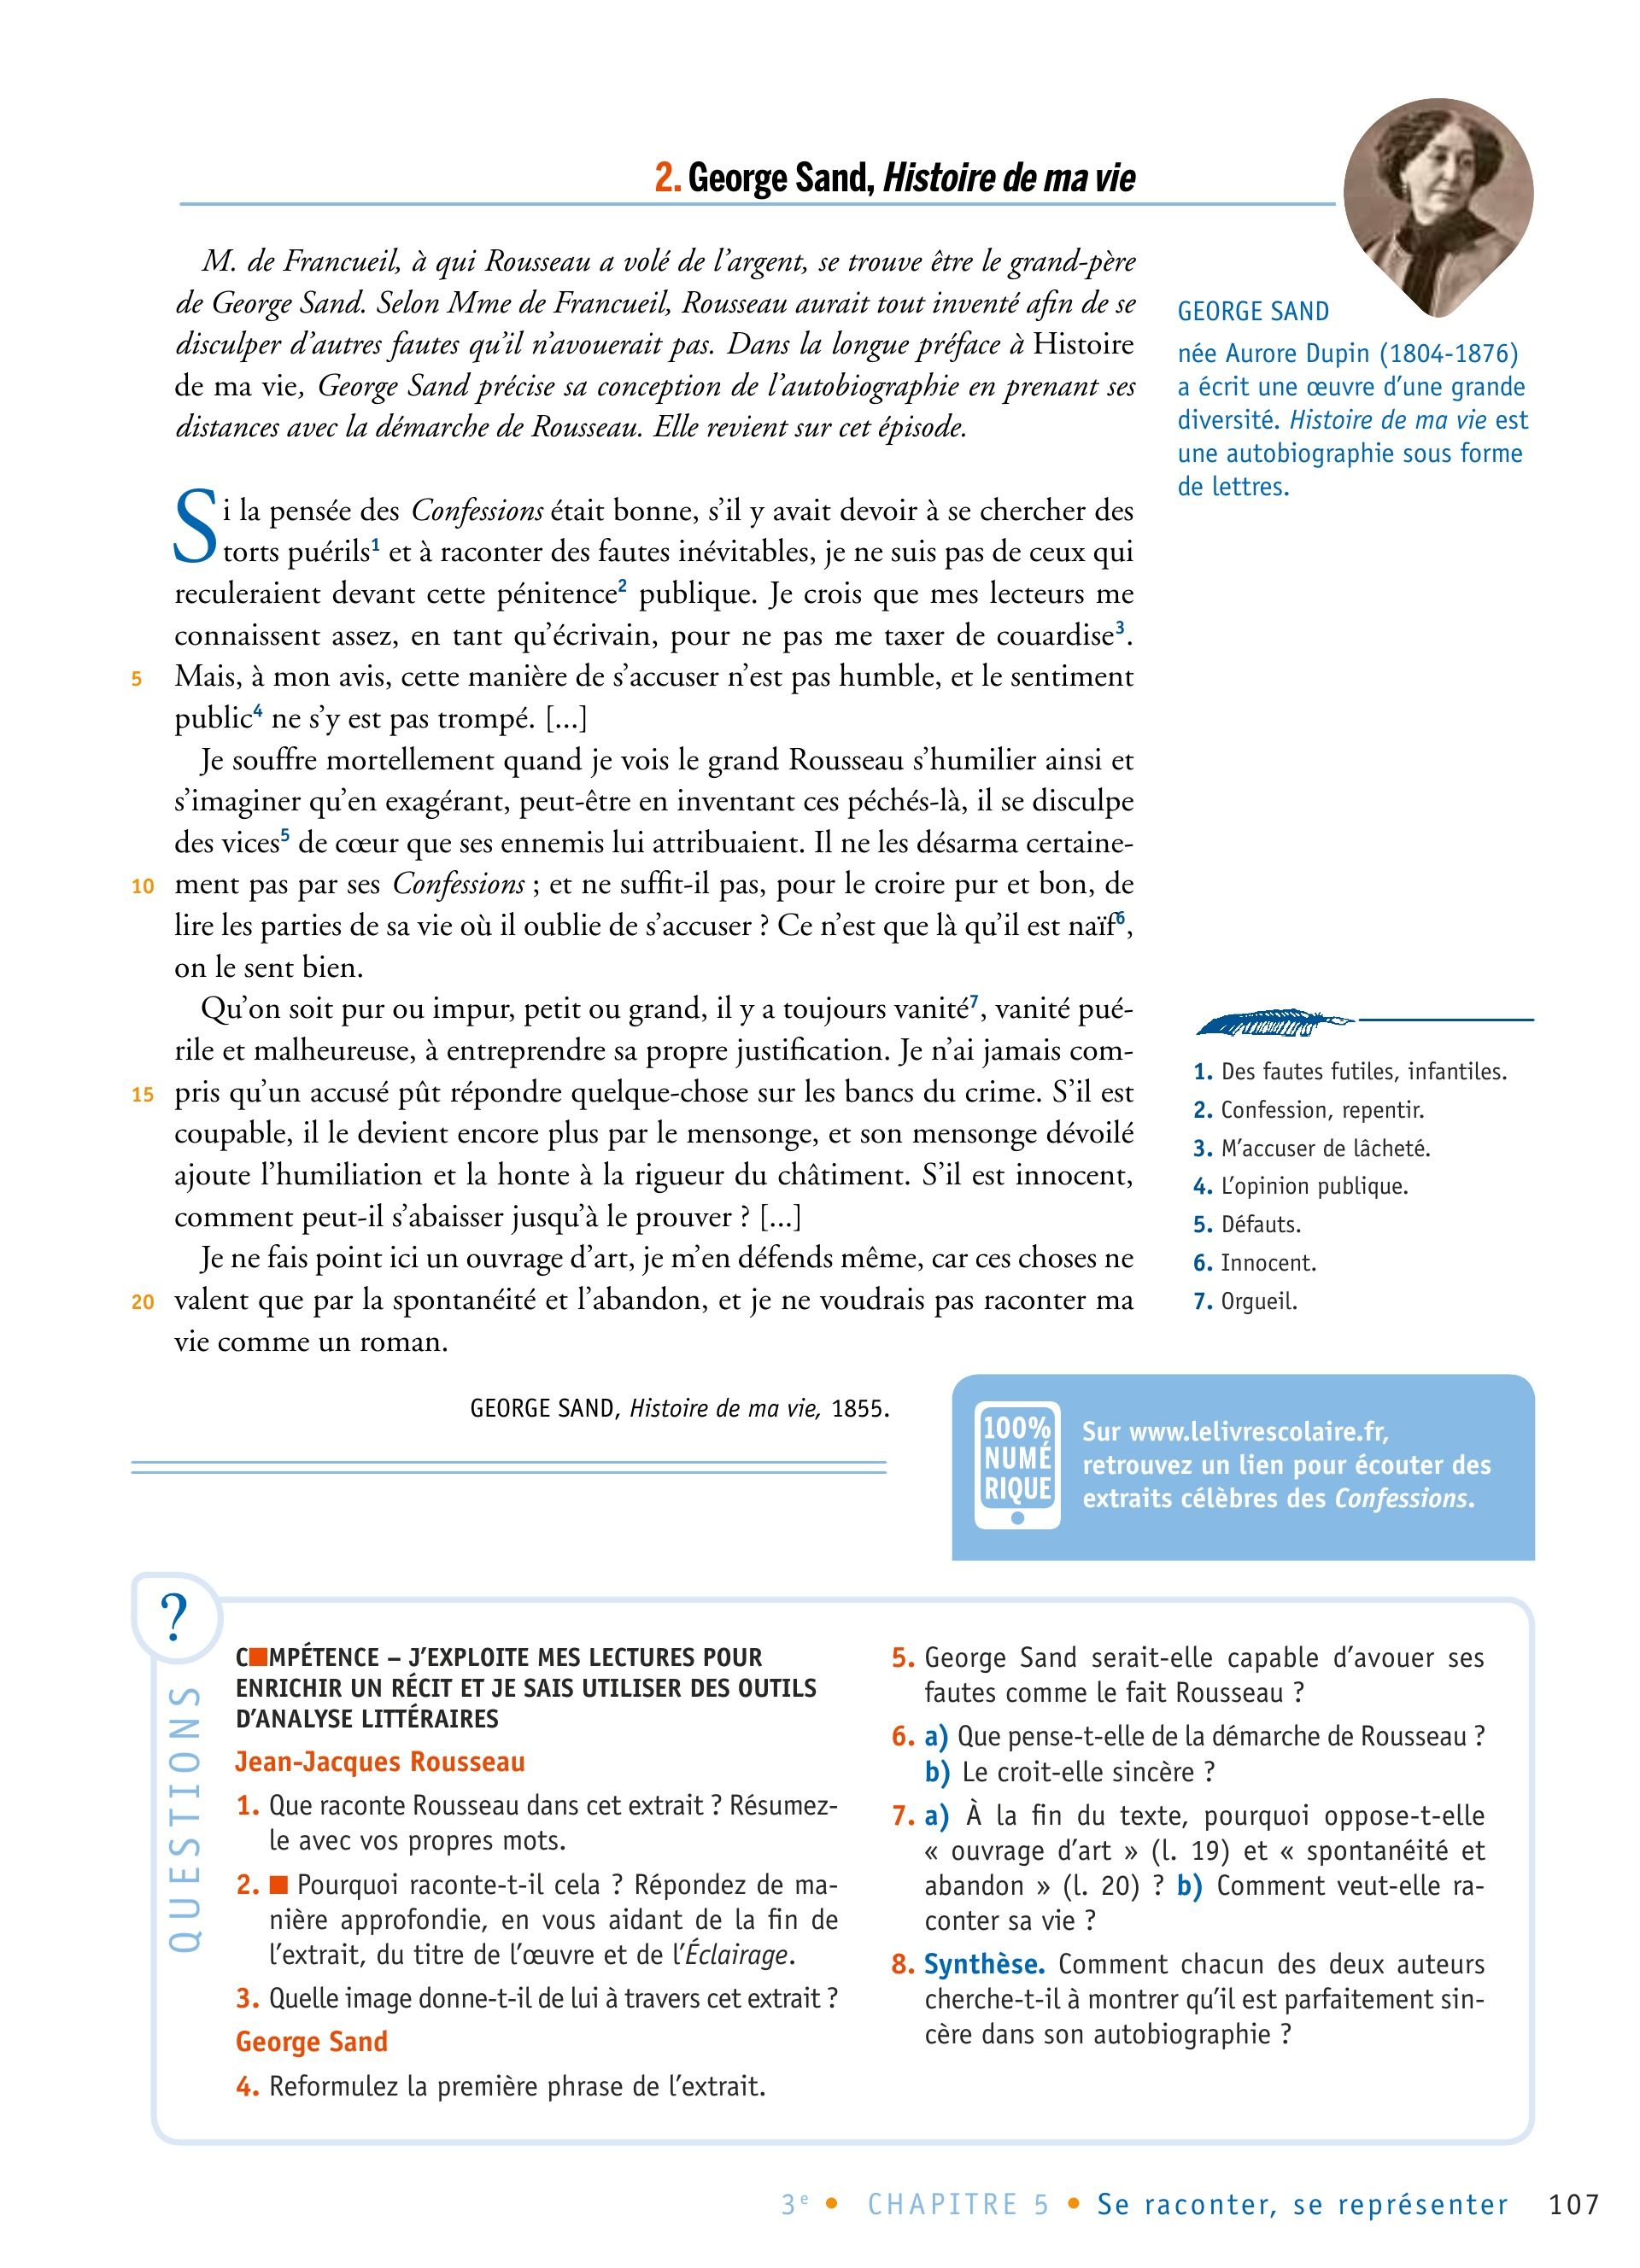 2. George Sand, Histoire de ma vie
M. de Francueil, à qui Rousseau a volé de l'argent, se trouve être le grand-père
de George Sand. Selon Mme de Francueil, Rousseau aurait tout inventé afin de se
disculper d'autres fautes qu'il n'avouerait pas. Dans la longue préface à Histoire
de ma vie, George Sand précise sa conception de l'autobiographie en prenant ses
distances avec la démarche de Rousseau. Elle revient sur cet épisode.
GEORGE SAND
née Aurore Dupin (1804-1876)
a écrit une œuvre d'une grande
diversité. Histoire de ma vie est
une autobiographie sous forme
de lettres.
Si la pensée des Confessions était bonne, s'il y avait devoir à se chercher des
torts puérils1 et à raconter des fautes inévitables, je ne suis pas de ceux qui
reculeraient devant cette pénitence2 publique. Je crois que mes lecteurs me
connaissent assez, en tant qu'écrivain, pour ne pas me taxer de couardise3.
5 Mais, à mon avis, cette manière de s'accuser n'est pas humble, et le sentiment
public4 ne s'y est pas trompé. [...]
Je souffre mortellement quand je vois le grand Rousseau s'humilier ainsi et
s'imaginer qu'en exagérant, peut-être en inventant ces péchés-là, il se disculpe
des vices5 de cœur que ses ennemis lui attribuaient. Il ne les désarma certaine-
10 ment pas par ses Confessions ; et ne suffit-il pas, pour le croire pur et bon, de
lire les parties de sa vie où il oublie de s'accuser ? Ce n'est que là qu'il est naïf6,
on le sent bien.
Qu'on soit pur ou impur, petit ou grand, il y a toujours vanité7, vanité pué-
rile et malheureuse, à entreprendre sa propre justification. Je n'ai jamais com-
15 pris qu'un accusé pût répondre quelque-chose sur les bancs du crime. S'il est
coupable, il le devient encore plus par le mensonge, et son mensonge dévoilé
ajoute l'humiliation et la honte à la rigueur du châtiment. S'il est innocent,
comment peut-il s'abaisser jusqu'à le prouver ? [...]
Je ne fais point ici un ouvrage d'art, je m'en défends même, car ces choses ne
20 valent que par la spontanéité et l'abandon, et je ne voudrais pas raconter ma
vie comme un roman.
GEORGE SAND, Histoire de ma vie, 1855.
1. Des fautes futiles, infantiles.
2. Confession, repentir.
3. M'accuser de lâcheté.
4. L'opinion publique.
5. Défauts.
6. Innocent.
7. Orgueil.
100%
NUMÉ
RIQUE
Sur www.lelivrescolaire.fr,
retrouvez un lien pour écouter des
extraits célèbres des Confessions.
?
QUESTIONS
C■MPÉTENCE – J'EXPLOITE MES LECTURES POUR
ENRICHIR UN RÉCIT ET JE SAIS UTILISER DES OUTILS
D'ANALYSE LITTÉRAIRES
Jean-Jacques Rousseau
1. Que raconte Rousseau dans cet extrait ? Résumez-
le avec vos propres mots.
2. ■ Pourquoi raconte-t-il cela ? Répondez de ma-
nière approfondie, en vous aidant de la fin de
l'extrait, du titre de l'œuvre et de l'Éclairage.
3. Quelle image donne-t-il de lui à travers cet extrait ?
George Sand
4. Reformulez la première phrase de l'extrait.
5. George Sand serait-elle capable d'avouer ses
fautes comme le fait Rousseau ?
6. a) Que pense-t-elle de la démarche de Rousseau ?
b) Le croit-elle sincère ?
7. a) À la fin du texte, pourquoi oppose-t-elle
« ouvrage d'art » (l. 19) et « spontanéité et
abandon » (l. 20) ? b) Comment veut-elle ra-
conter sa vie ?
8. Synthèse. Comment chacun des deux auteurs
cherche-t-il à montrer qu'il est parfaitement sin-
cère dans son autobiographie ?
3e • CHAPITRE 5 • Se raconter, se représenter 107